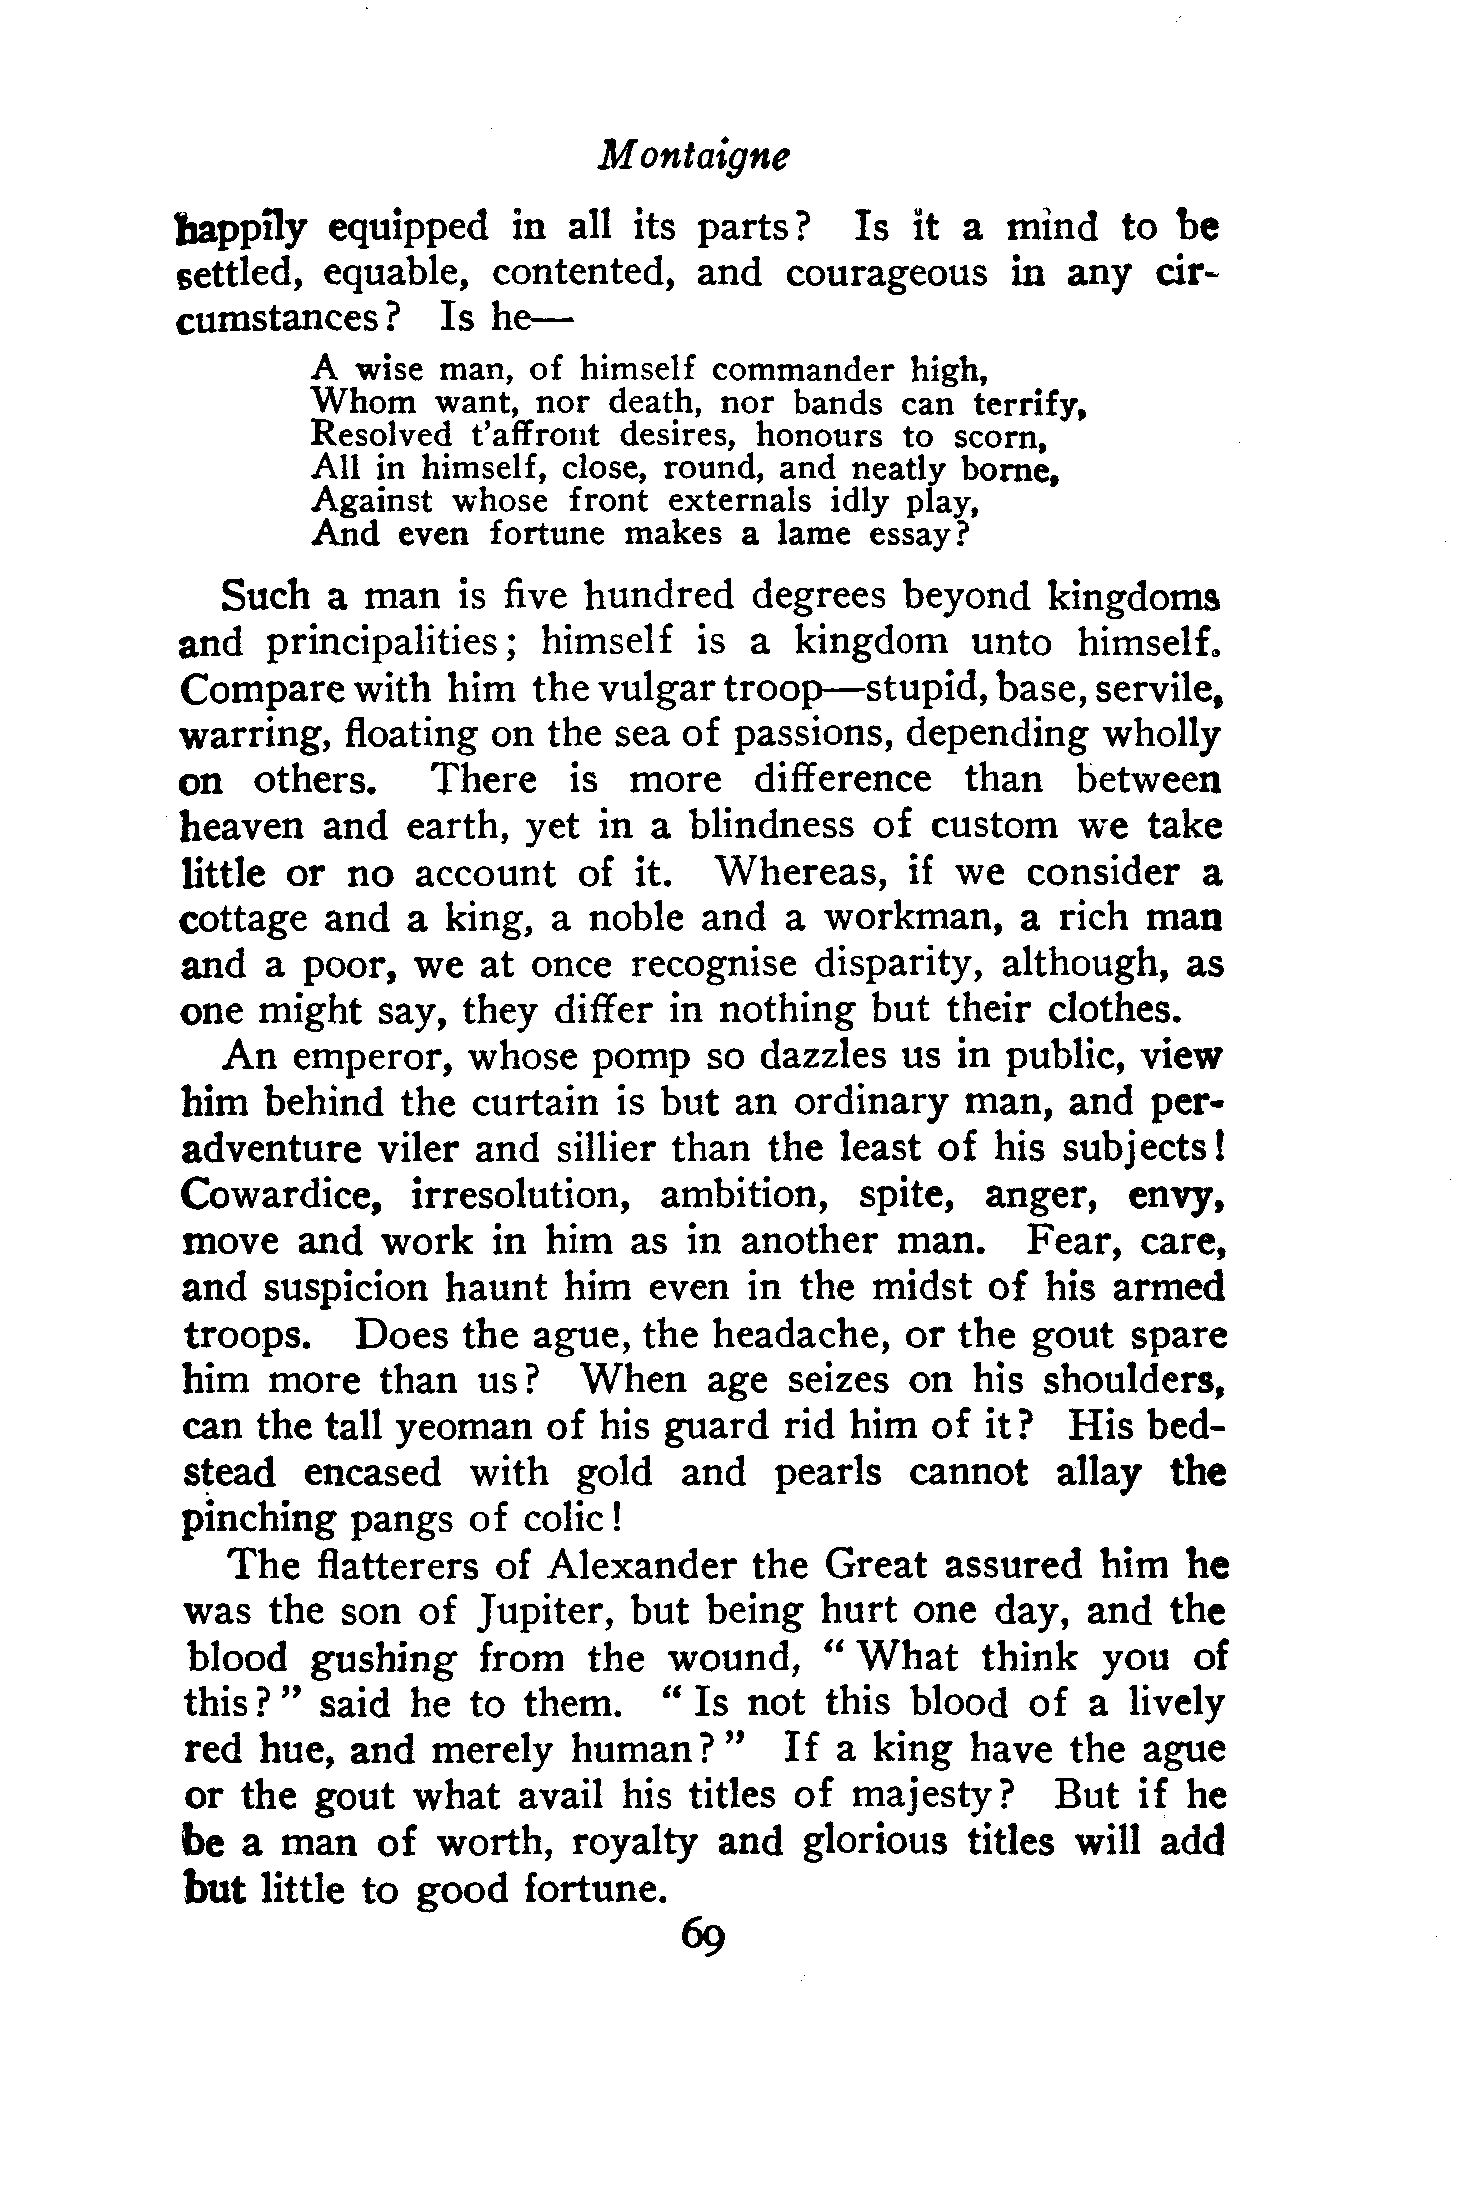 Montaigne
happily equipped in all its parts? Is it a mind to be
settled, equable, contented, and courageous in any cir-
cumstances? Is he—
A wise man, of himself commander high,
Whom want, nor death, nor bands can terrify,
Resolved t'affront desires, honours to scorn,
All in himself, close, round, and neatly borne,
Against whose front externals idly play,
And even fortune makes a lame essay?
Such a man is five hundred degrees beyond kingdoms
and principalities; himself is a kingdom unto himself.
Compare with him the vulgar troop—stupid, base, servile,
warring, floating on the sea of passions, depending wholly
on others. There is more difference than between
heaven and earth, yet in a blindness of custom we take
little or no account of it. Whereas, if we consider a
cottage and a king, a noble and a workman, a rich man
and a poor, we at once recognise disparity, although, as
one might say, they differ in nothing but their clothes.
An emperor, whose pomp so dazzles us in public, view
him behind the curtain is but an ordinary man, and per-
adventure viler and sillier than the least of his subjects!
Cowardice, irresolution, ambition, spite, anger, envy,
move and work in him as in another man. Fear, care,
and suspicion haunt him even in the midst of his armed
troops. Does the ague, the headache, or the gout spare
him more than us? When age seizes on his shoulders,
can the tall yeoman of his guard rid him of it? His bed-
stead encased with gold and pearls cannot allay the
pinching pangs of colic!
The flatterers of Alexander the Great assured him he
was the son of Jupiter, but being hurt one day, and the
blood gushing from the wound, "What think you of
this?" said he to them. "Is not this blood of a lively
red hue, and merely human?" If a king have the ague
or the gout what avail his titles of majesty? But if he
be a man of worth, royalty and glorious titles will add
but little to good fortune.
69